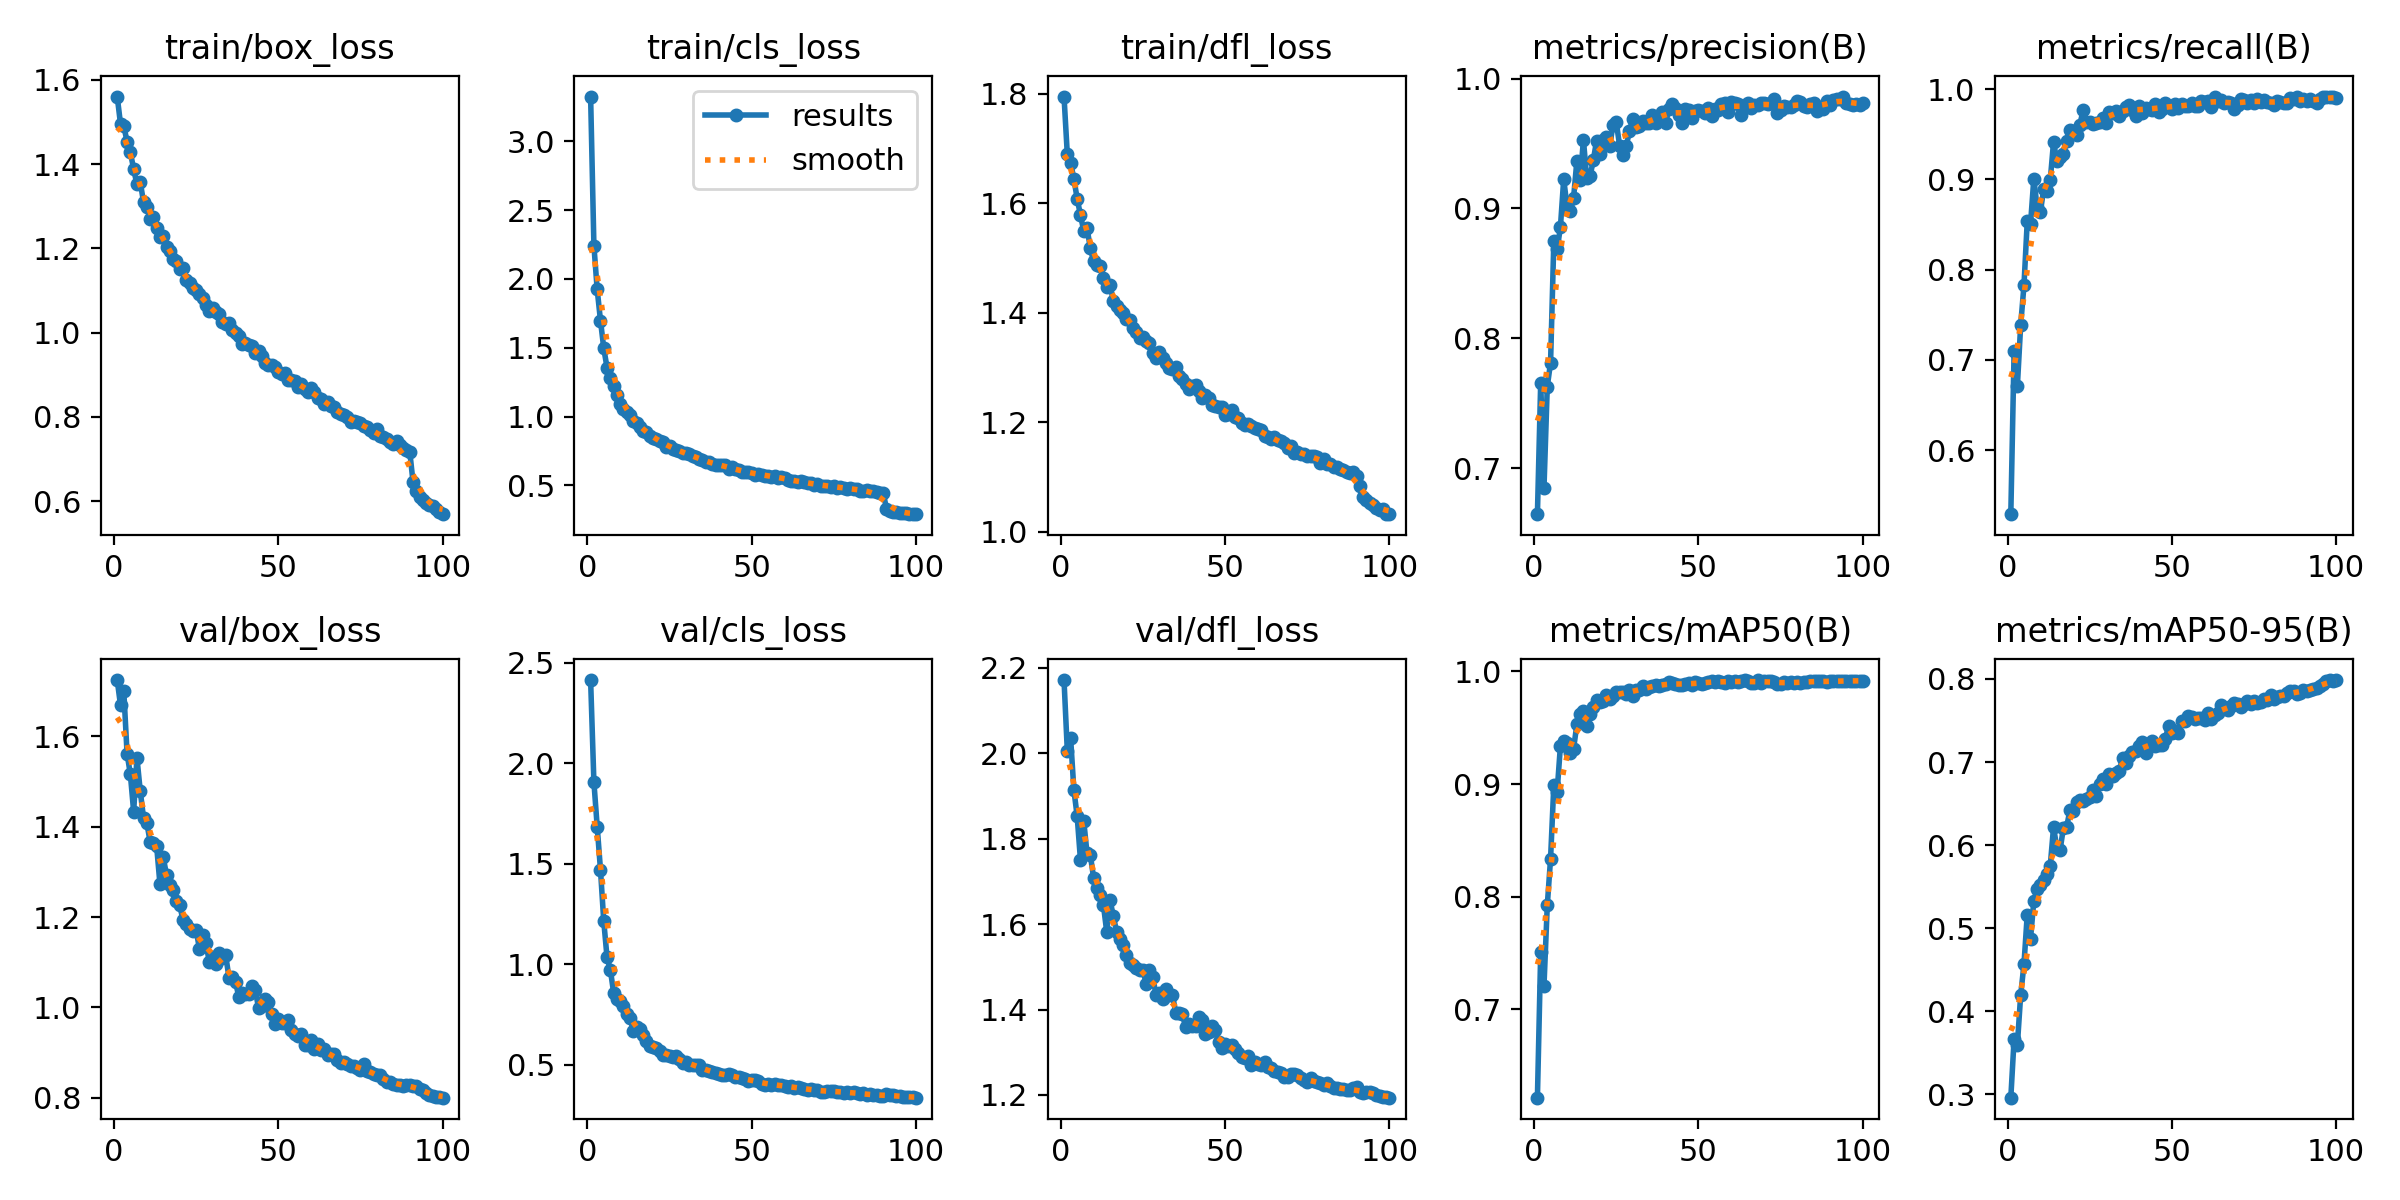 train/box_loss
1.6
1.4
1.2
1.0
0.8
0.6
0 50 100
train/cls_loss
results
smooth
3.0
2.5
2.0
1.5
1.0
0.5
0 50 100
train/dfl_loss
1.8
1.6
1.4
1.2
1.0
0 50 100
metrics/precision(B)
1.0
0.9
0.8
0.7
0 50 100
metrics/recall(B)
1.0
0.9
0.8
0.7
0.6
0 50 100
val/box_loss
1.6
1.4
1.2
1.0
0.8
0 50 100
val/cls_loss
2.5
2.0
1.5
1.0
0.5
0 50 100
val/dfl_loss
2.2
2.0
1.8
1.6
1.4
1.2
0 50 100
metrics/mAP50(B)
1.0
0.9
0.8
0.7
0 50 100
metrics/mAP50-95(B)
0.8
0.7
0.6
0.5
0.4
0.3
0 50 100